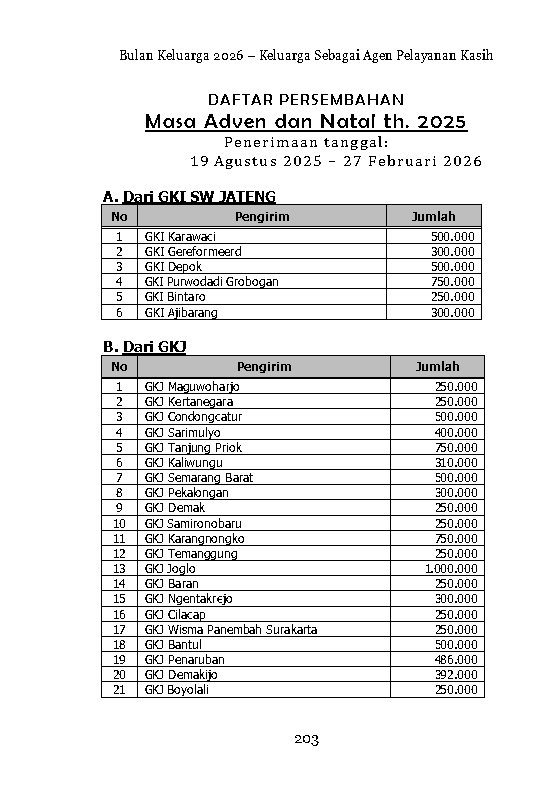 Bulan Keluarga 2026 – Keluarga Sebagai Agen Pelayanan Kasih
DAFTAR PERSEMBAHAN
Masa Adven dan Natal th. 2025
Penerimaan tanggal:
19 Agustus 2025 – 27 Februari 2026
A. Dari GKI SW JATENG
No Pengirim Jumlah
1 GKI Karawaci 500.000
2 GKI Gereformeerd 300.000
3 GKI Depok 500.000
4 GKI Purwodadi Grobogan 750.000
5 GKI Bintaro 250.000
6 GKI Ajibarang 300.000
B. Dari GKJ
No Pengirim Jumlah
1 GKJ Maguwoharjo 250.000
2 GKJ Kertanegara 250.000
3 GKJ Condongcatur 500.000
4 GKJ Sarimulyo 400.000
5 GKJ Tanjung Priok 750.000
6 GKJ Kaliwungu 310.000
7 GKJ Semarang Barat 500.000
8 GKJ Pekalongan 300.000
9 GKJ Demak 250.000
10 GKJ Samironobaru 250.000
11 GKJ Karangnongko 750.000
12 GKJ Temanggung 250.000
13 GKJ Joglo 1.000.000
14 GKJ Baran 250.000
15 GKJ Ngentakrejo 300.000
16 GKJ Cilacap 250.000
17 GKJ Wisma Panembah Surakarta 250.000
18 GKJ Bantul 500.000
19 GKJ Penaruban 486.000
20 GKJ Demakijo 392.000
21 GKJ Boyolali 250.000
203